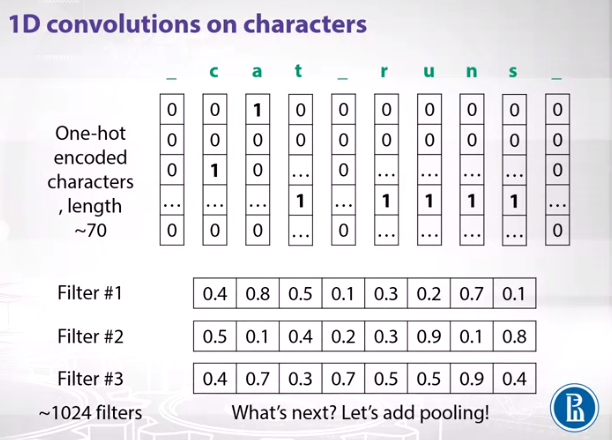 1D convolutions on characters
_ c a t _ r u n s _
0 0 1 0 0 0 0 0 0 0
One-hot
0 0 0 0 0 0 0 0 0 0
encoded
0 1 0 ... 0 ... ... ... ... 0
characters
... ... ... 1 ... 1 1 1 1 ...
, length
0 0 0 ... 0 ... ... ... ... 0
~70
Filter #1 0.4 0.8 0.5 0.1 0.3 0.2 0.7 0.1
Filter #2 0.5 0.1 0.4 0.2 0.3 0.9 0.1 0.8
Filter #3 0.4 0.7 0.3 0.7 0.5 0.5 0.9 0.4
~1024 filters What's next? Let's add pooling!